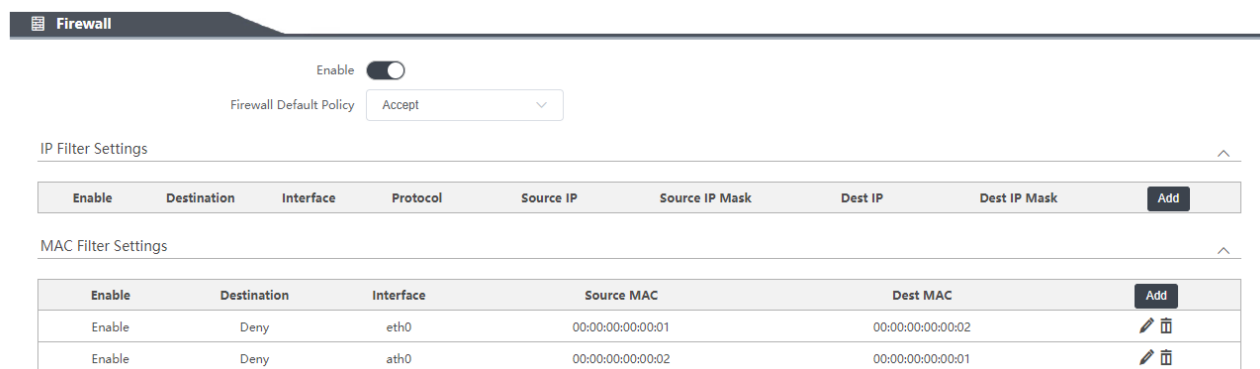 Firewall
Enable
Firewall Default Policy Accept
IP Filter Settings
Enable Destination Interface Protocol Source IP Source IP Mask Dest IP Dest IP Mask Add
MAC Filter Settings
Enable Destination Interface Source MAC Dest MAC Add
Enable Deny eth0 00:00:00:00:00:01 00:00:00:00:00:02
Enable Deny ath0 00:00:00:00:00:02 00:00:00:00:00:01